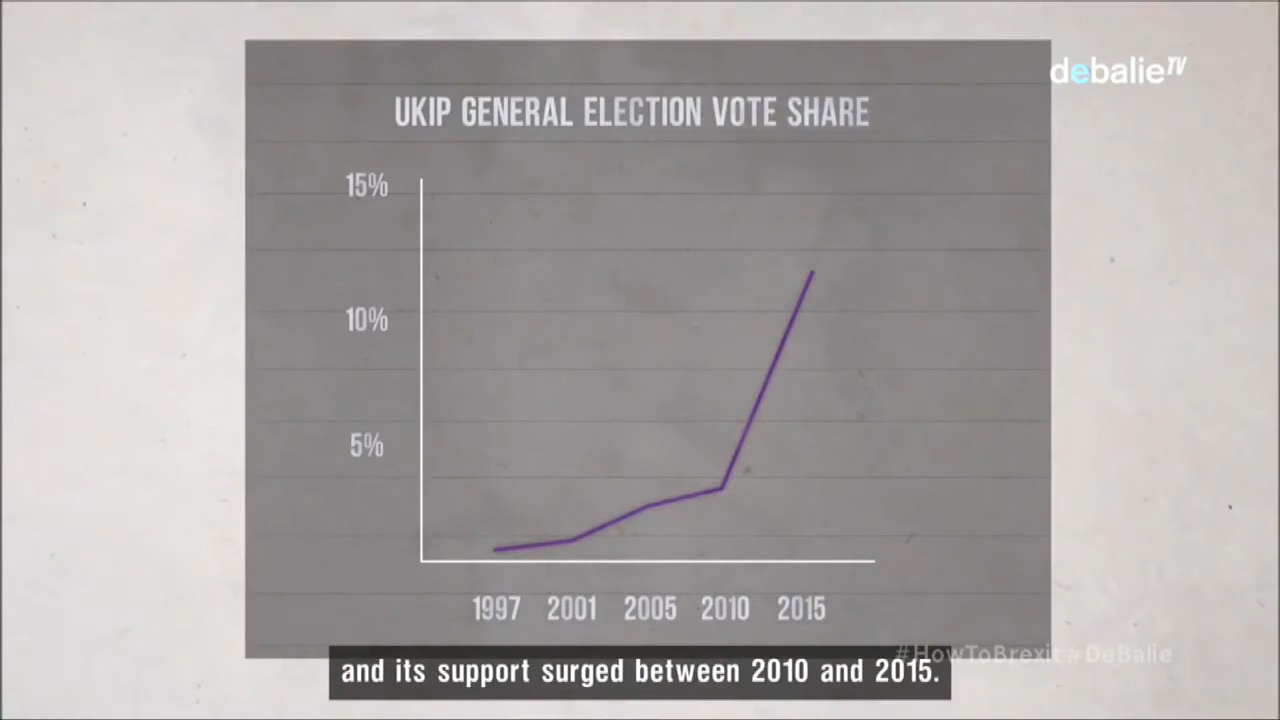 debalieTV
UKIP GENERAL ELECTION VOTE SHARE
15%
10%
5%
1997 2001 2005 2010 2015
#HowToBrexit #DeBalie
and its support surged between 2010 and 2015.